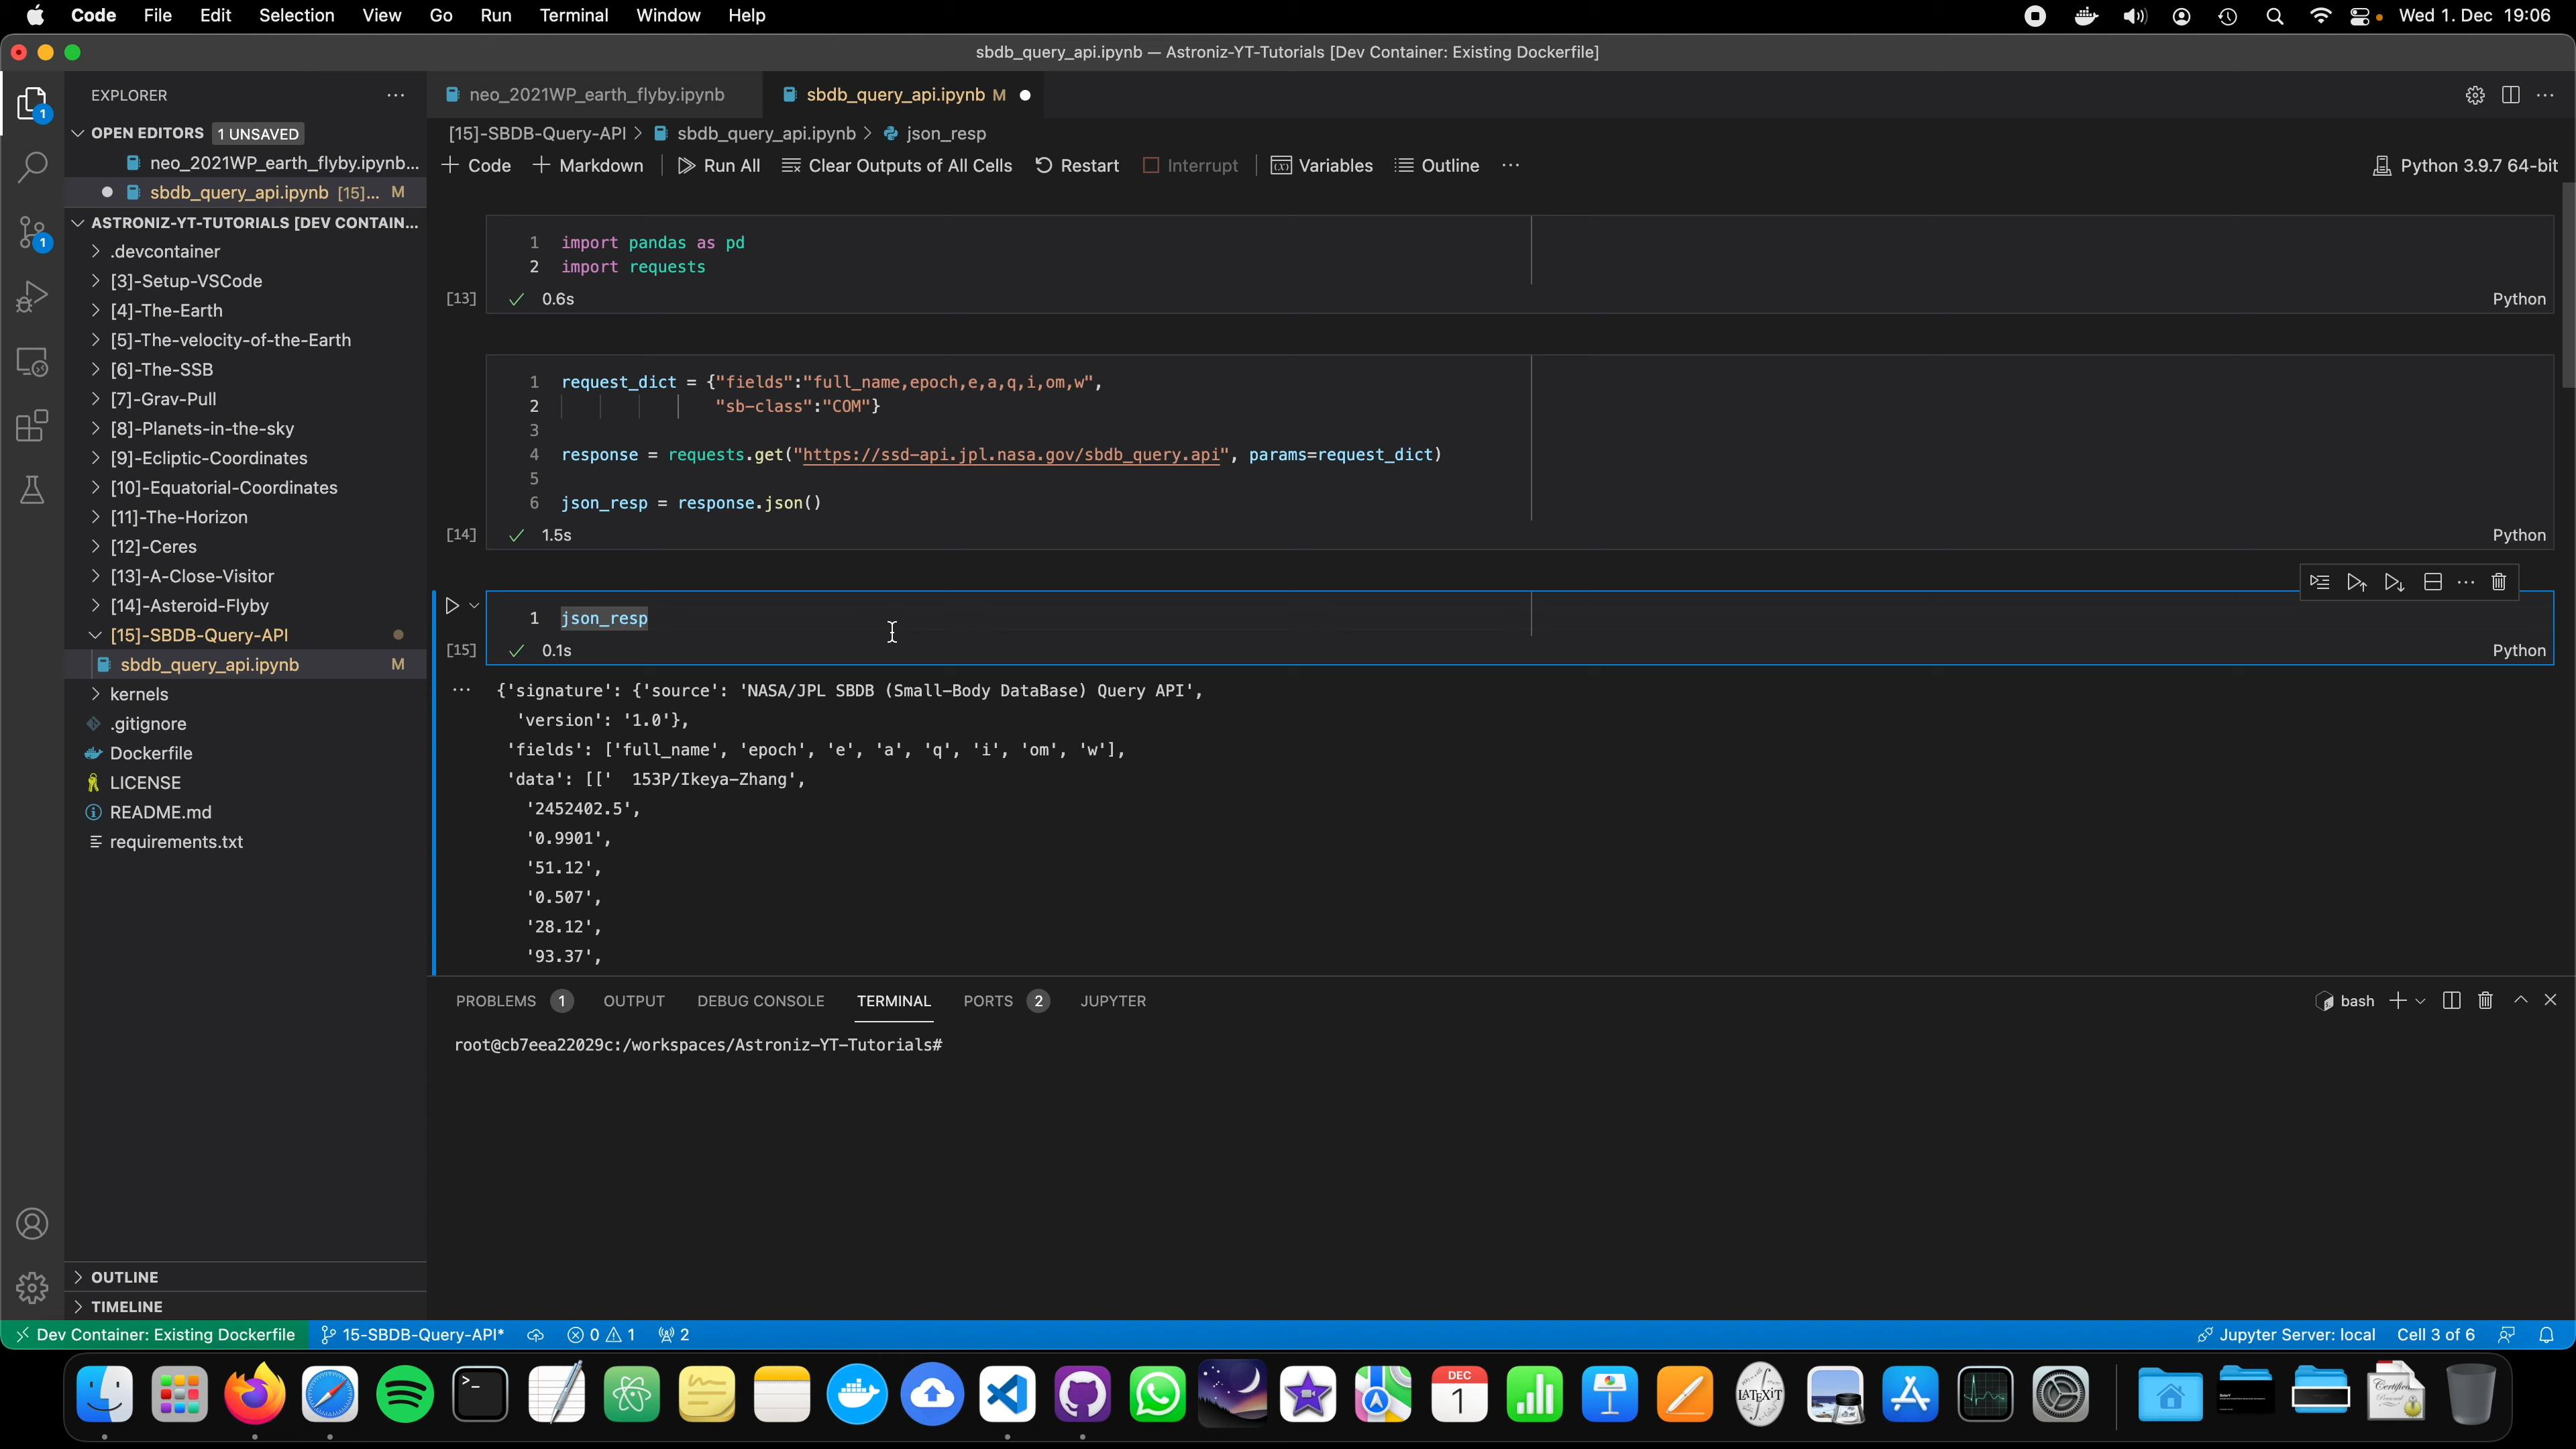 Code File Edit Selection View Go Run Terminal Window Help Wed 1. Dec 19:06
sbdb_query_api.ipynb — Astroniz-YT-Tutorials [Dev Container: Existing Dockerfile]
EXPLORER
OPEN EDITORS 1 UNSAVED
neo_2021WP_earth_flyby.ipynb...
sbdb_query_api.ipynb [15]... M
ASTRONIZ-YT-TUTORIALS [DEV CONTAIN...
.devcontainer
[3]-Setup-VSCode
[4]-The-Earth
[5]-The-velocity-of-the-Earth
[6]-The-SSB
[7]-Grav-Pull
[8]-Planets-in-the-sky
[9]-Ecliptic-Coordinates
[10]-Equatorial-Coordinates
[11]-The-Horizon
[12]-Ceres
[13]-A-Close-Visitor
[14]-Asteroid-Flyby
[15]-SBDB-Query-API
sbdb_query_api.ipynb M
kernels
.gitignore
Dockerfile
LICENSE
README.md
requirements.txt
OUTLINE
TIMELINE
1
1
neo_2021WP_earth_flyby.ipynb sbdb_query_api.ipynb M
[15]-SBDB-Query-API > sbdb_query_api.ipynb > json_resp
Code Markdown Run All Clear Outputs of All Cells Restart Interrupt Variables Outline ... Python 3.9.7 64-bit
1 import pandas as pd
2 import requests
[13] 0.6s Python
1 request_dict = {"fields":"full_name,epoch,e,a,q,i,om,w",
2 "sb-class":"COM"}
3
4 response = requests.get("https://ssd-api.jpl.nasa.gov/sbdb_query.api", params=request_dict)
5
6 json_resp = response.json()
[14] 1.5s Python
1 json_resp
[15] 0.1s Python
... {'signature': {'source': 'NASA/JPL SBDB (Small-Body DataBase) Query API',
'version': '1.0'},
'fields': ['full_name', 'epoch', 'e', 'a', 'q', 'i', 'om', 'w'],
'data': [['  153P/Ikeya-Zhang',
'2452402.5',
'0.9901',
'51.12',
'0.507',
'28.12',
'93.37',
PROBLEMS 1 OUTPUT DEBUG CONSOLE TERMINAL PORTS 2 JUPYTER bash
root@cb7eea22029c:/workspaces/Astroniz-YT-Tutorials#
Dev Container: Existing Dockerfile 15-SBDB-Query-API* 0 1 2 Jupyter Server: local Cell 3 of 6
DEC
1
LATEXiT